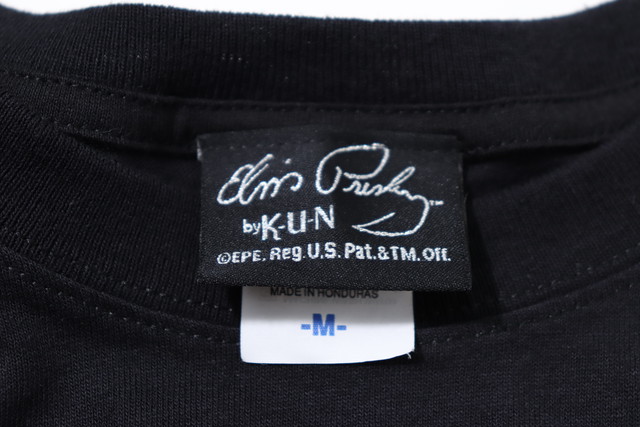 Elvis Presley™
by K-U-N
©EPE. Reg. U.S. Pat. & TM. Off.
MADE IN HONDURAS
-M-